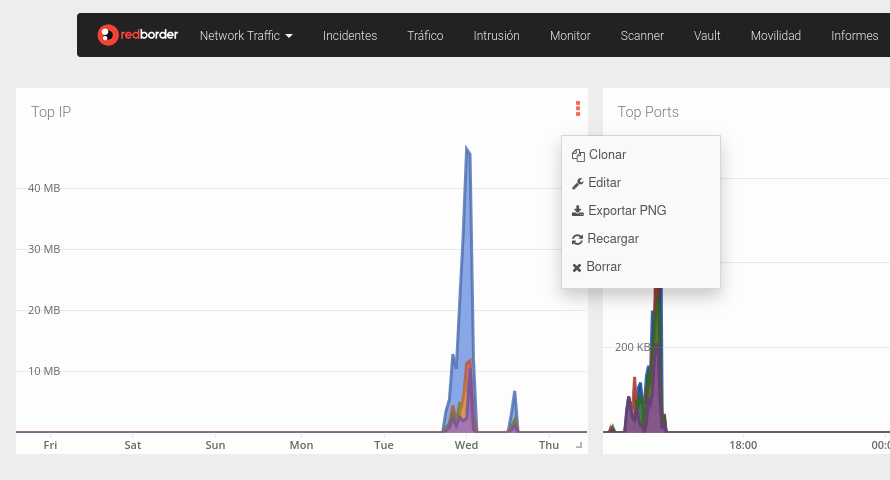 redborder Network Traffic Incidentes Tráfico Intrusión Monitor Scanner Vault Movilidad Informes
Top IP
Top Ports
Clonar
Editar
Exportar PNG
Recargar
Borrar
40 MB
30 MB
20 MB
10 MB
200 KB
Fri Sat Sun Mon Tue Wed Thu
18:00 00:0